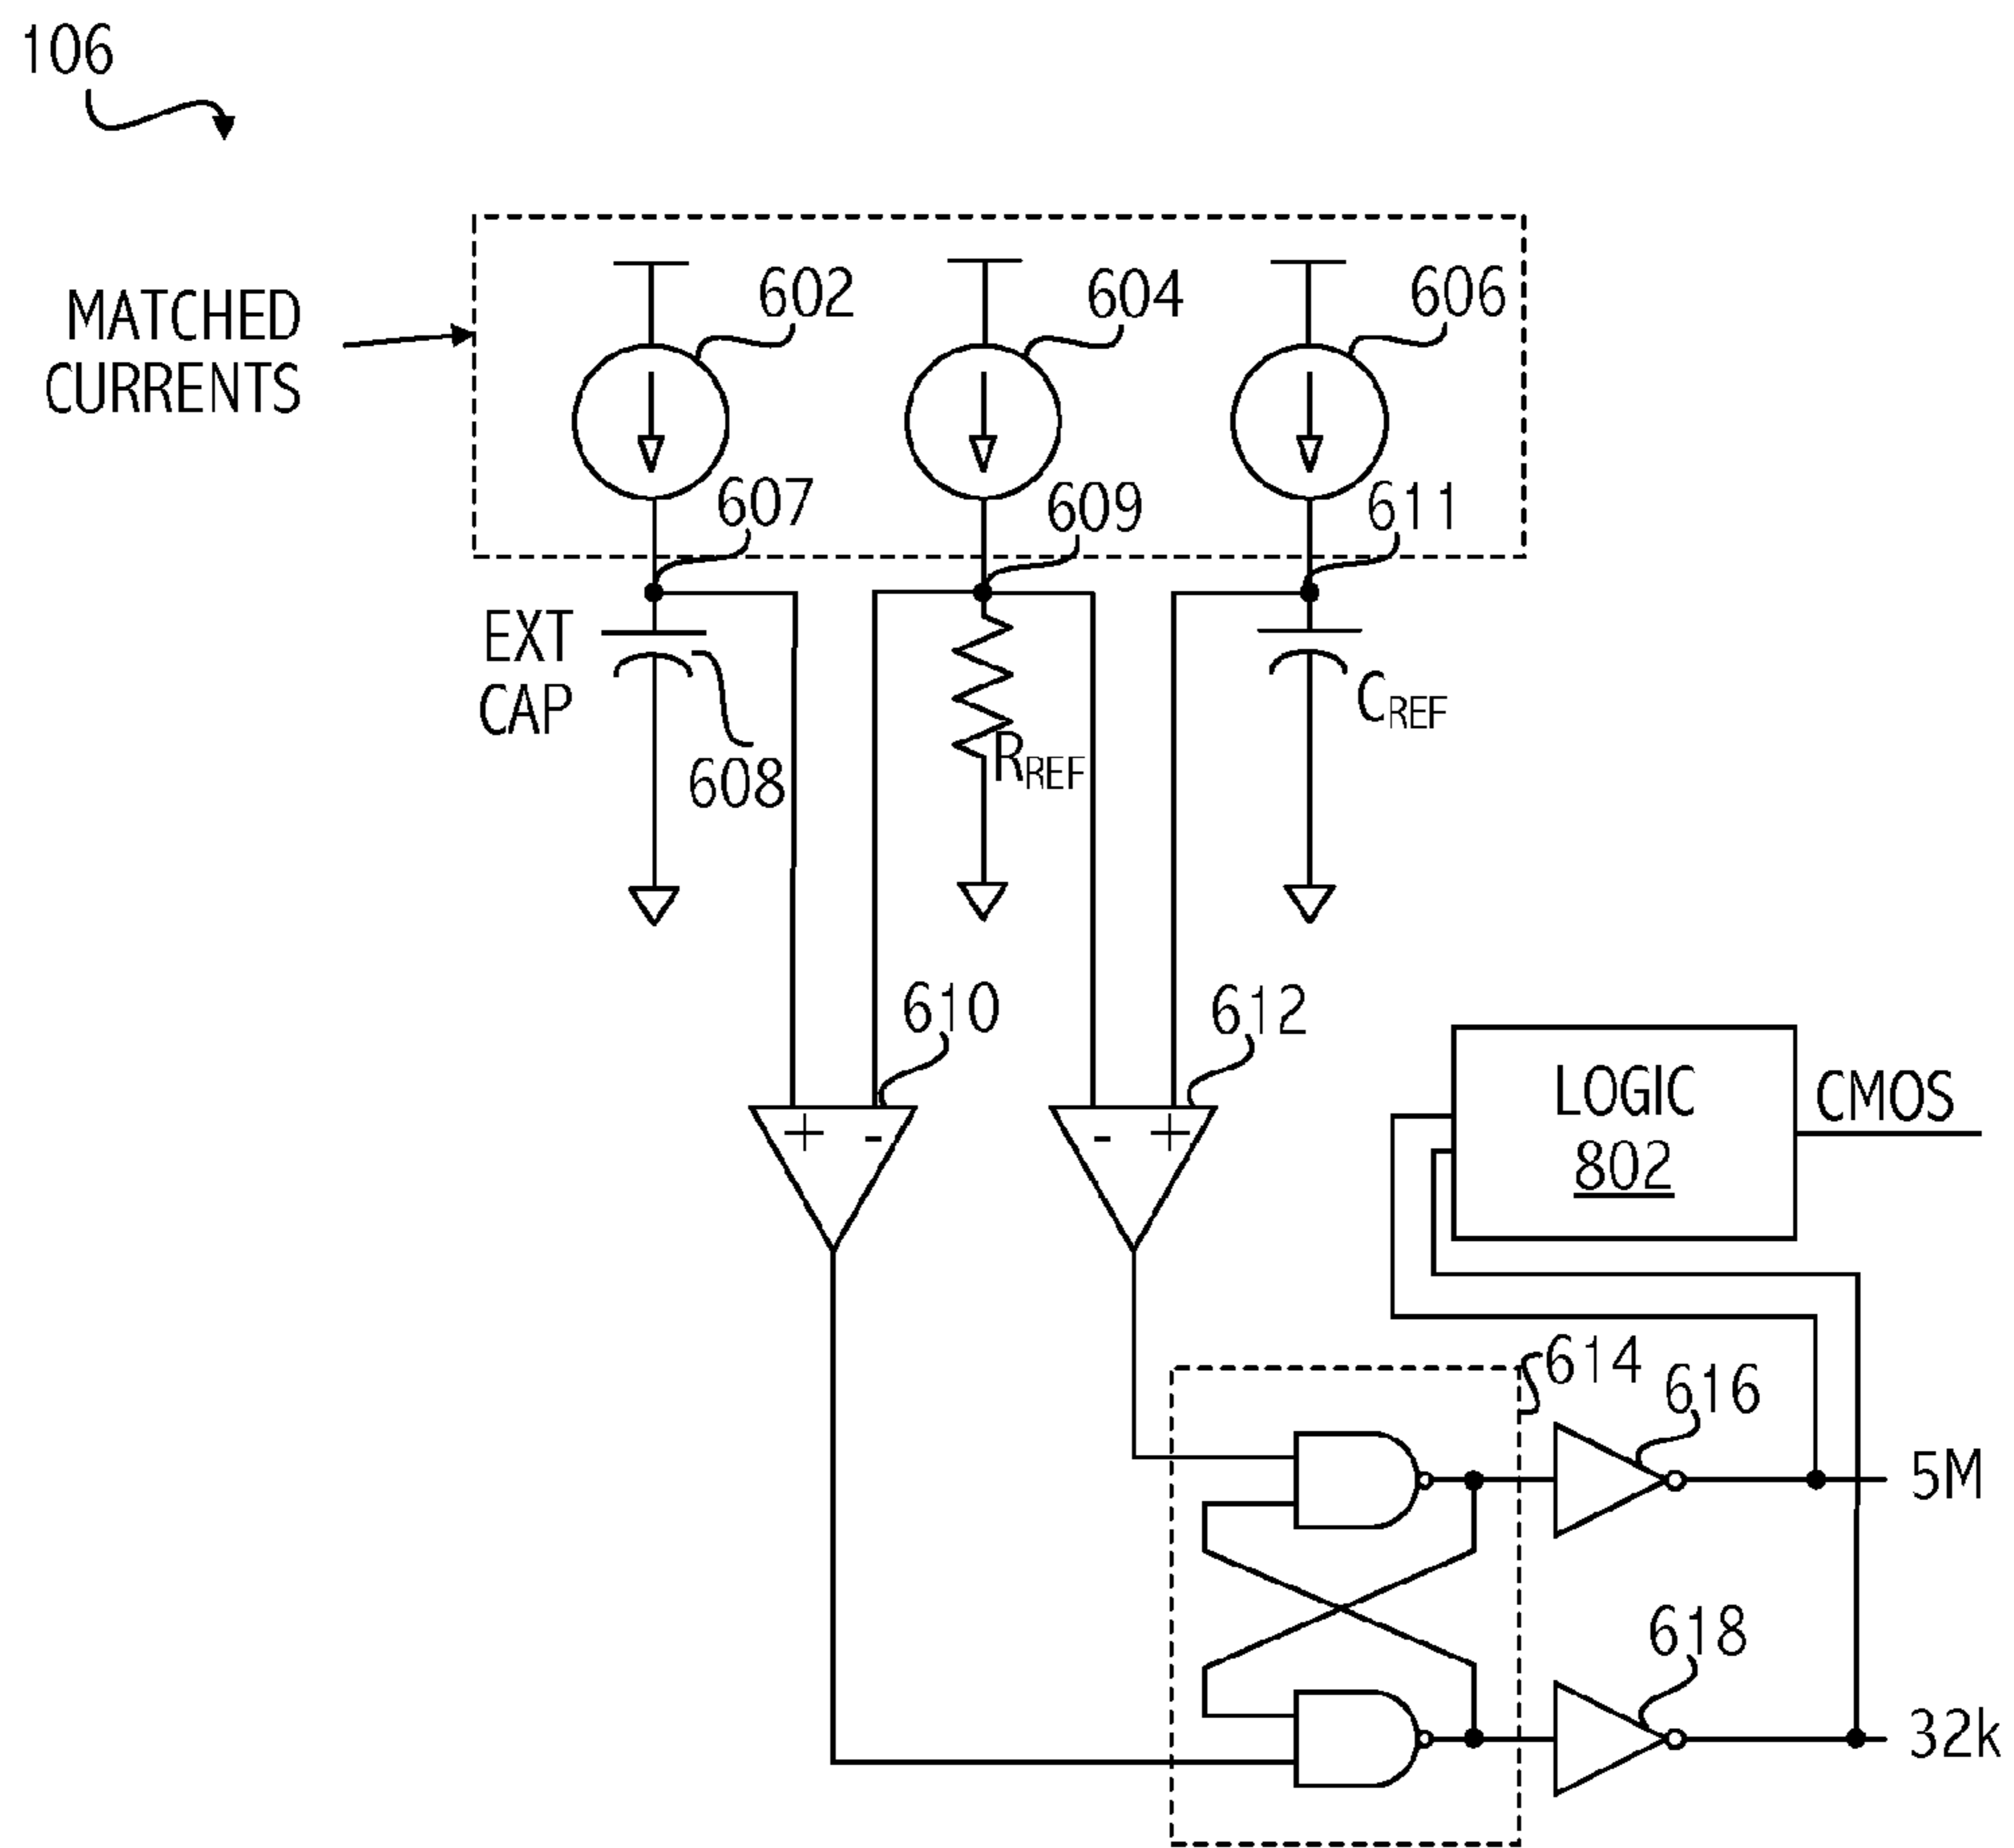 106
MATCHED
CURRENTS
602
604
606
607
609
611
EXT
CAP
608
RREF
CREF
610
612
+
-
-
+
LOGIC
802
CMOS
614
616
5M
618
32k